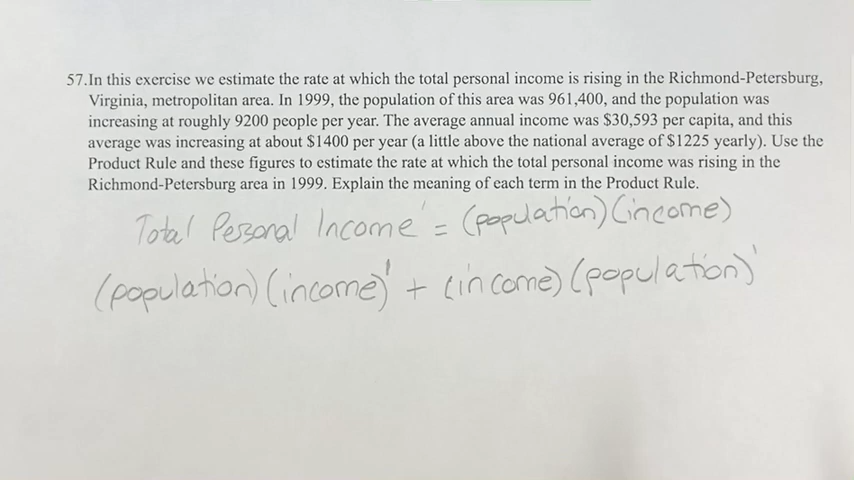 57.In this exercise we estimate the rate at which the total personal income is rising in the Richmond-Petersburg,
Virginia, metropolitan area. In 1999, the population of this area was 961,400, and the population was
increasing at roughly 9200 people per year. The average annual income was $30,593 per capita, and this
average was increasing at about $1400 per year (a little above the national average of $1225 yearly). Use the
Product Rule and these figures to estimate the rate at which the total personal income was rising in the
Richmond-Petersburg area in 1999. Explain the meaning of each term in the Product Rule.
Total Personal Income' = (population)(income)
(population)(income)' + (income)(population)'